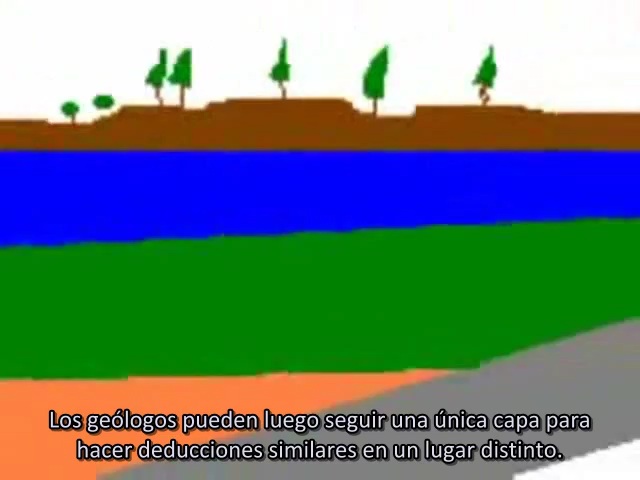 Los geólogos pueden luego seguir una única capa para
hacer deducciones similares en un lugar distinto.